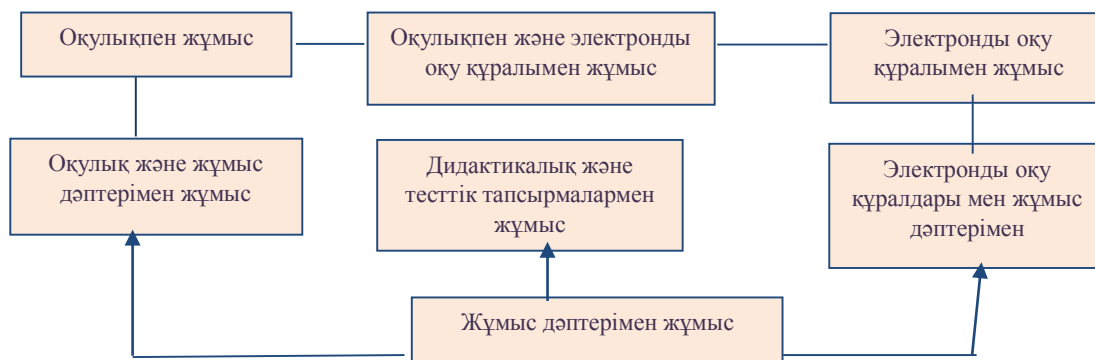 Оқулықпен жұмыс
Оқулықпен және электронды
оқу құралымен жұмыс
Электронды оқу
құралымен жұмыс
Оқулық және жұмыс
дәптерімен жұмыс
Дидактикалық және
тесттік тапсырмалармен
жұмыс
Электронды оқу
құралдары мен жұмыс
дәптерімен
Жұмыс дәптерімен жұмыс